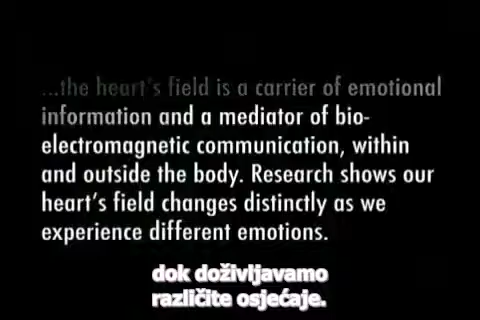 ...the heart's field is a carrier of emotional
information and a mediator of bio-
electromagnetic communication, within
and outside the body. Research shows our
heart's field changes distinctly as we
experience different emotions.
dok doživljavamo
različite osjećaje.